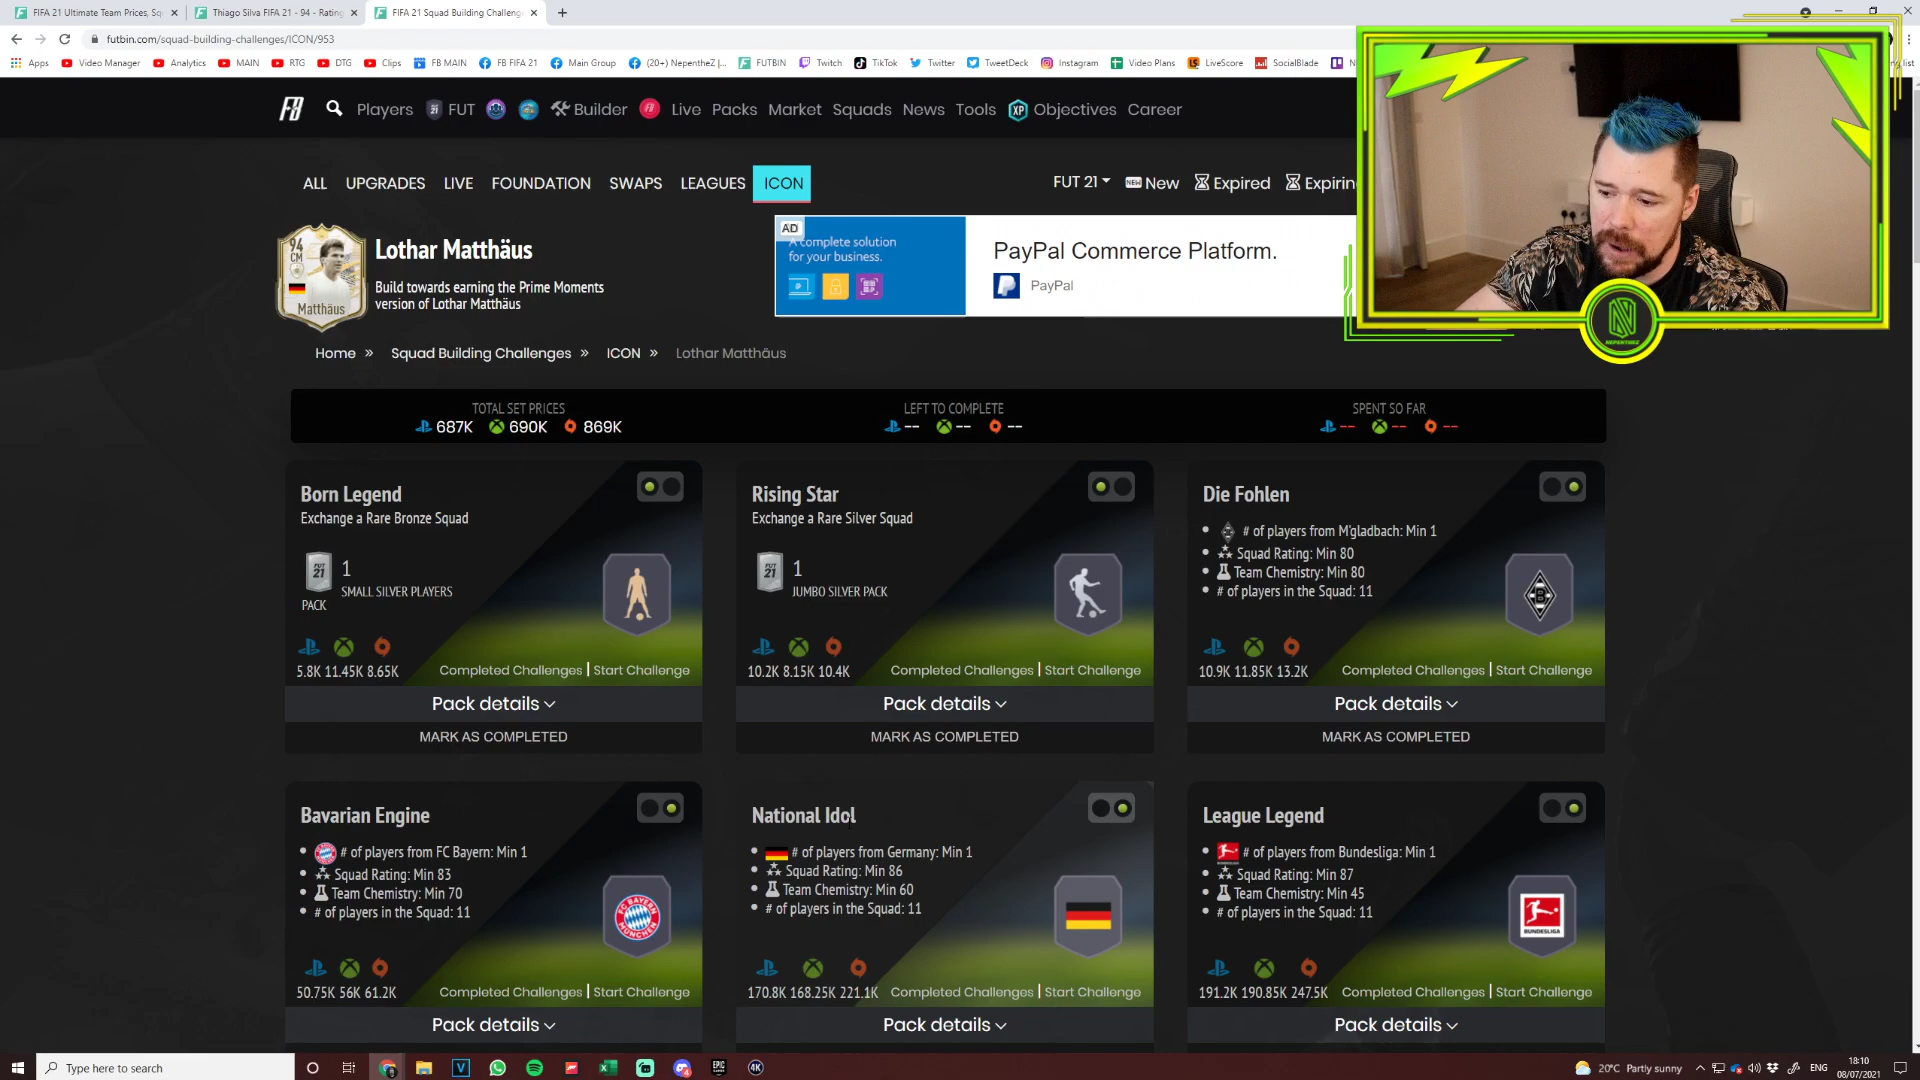 FIFA 21 Ultimate Team Prices, Sq
Thiago Silva FIFA 21 - 94 - Rating
FIFA 21 Squad Building Challeng
futbin.com/squad-building-challenges/ICON/953
Apps Video Manager Analytics MAIN RTG DTG Clips FB MAIN FB FIFA 21 Main Group (20+) NepentheZ |... FUTBIN Twitch TikTok Twitter TweetDeck Instagram Video Plans LiveScore SocialBlade
Players FUT Builder Live Packs Market Squads News Tools Objectives Career
ALL UPGRADES LIVE FOUNDATION SWAPS LEAGUES ICON
FUT 21 NEW New Expired Expirin
94
CM
Matthäus
Lothar Matthäus
Build towards earning the Prime Moments
version of Lothar Matthäus
AD
A complete solution
for your business.
PayPal Commerce Platform.
PayPal
NEPENTHEZ
Home » Squad Building Challenges » ICON » Lothar Matthäus
TOTAL SET PRICES
687K 690K 869K
LEFT TO COMPLETE
-- -- --
SPENT SO FAR
-- -- --
Born Legend
Exchange a Rare Bronze Squad
FUT 21
1
SMALL SILVER PLAYERS
PACK
5.8K 11.45K 8.65K
Completed Challenges | Start Challenge
Pack details
MARK AS COMPLETED
Rising Star
Exchange a Rare Silver Squad
FUT 21
1
JUMBO SILVER PACK
10.2K 8.15K 10.4K
Completed Challenges | Start Challenge
Pack details
MARK AS COMPLETED
Die Fohlen
# of players from M'gladbach: Min 1
Squad Rating: Min 80
Team Chemistry: Min 80
# of players in the Squad: 11
10.9K 11.85K 13.2K
Completed Challenges | Start Challenge
Pack details
MARK AS COMPLETED
Bavarian Engine
# of players from FC Bayern: Min 1
Squad Rating: Min 83
Team Chemistry: Min 70
# of players in the Squad: 11
50.75K 56K 61.2K
Completed Challenges | Start Challenge
Pack details
National Idol
# of players from Germany: Min 1
Squad Rating: Min 86
Team Chemistry: Min 60
# of players in the Squad: 11
170.8K 168.25K 221.1K
Completed Challenges | Start Challenge
Pack details
League Legend
# of players from Bundesliga: Min 1
Squad Rating: Min 87
Team Chemistry: Min 45
# of players in the Squad: 11
BUNDESLIGA
191.2K 190.85K 247.5K
Completed Challenges | Start Challenge
Pack details
Type here to search
20°C Partly sunny
ENG
18:10
08/07/2021